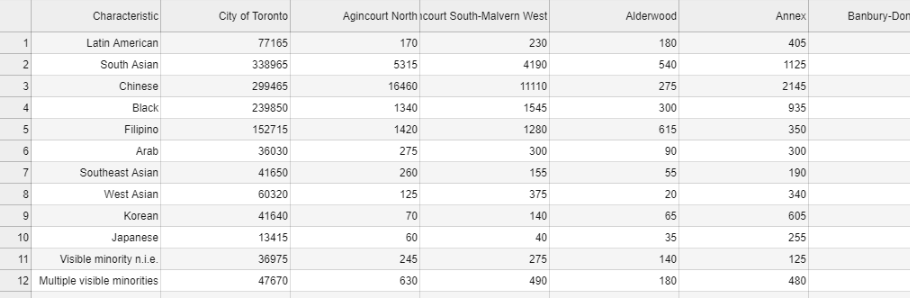 Characteristic City of Toronto Agincourt North ncourt South-Malvern West Alderwood Annex Banbury-Don
1 Latin American 77165 170 230 180 405
2 South Asian 338965 5315 4190 540 1125
3 Chinese 299465 16460 11110 275 2145
4 Black 239850 1340 1545 300 935
5 Filipino 152715 1420 1280 615 350
6 Arab 36030 275 300 90 300
7 Southeast Asian 41650 260 155 55 190
8 West Asian 60320 125 375 20 340
9 Korean 41640 70 140 65 605
10 Japanese 13415 60 40 35 255
11 Visible minority n.i.e. 36975 245 275 140 125
12 Multiple visible minorities 47670 630 490 180 480